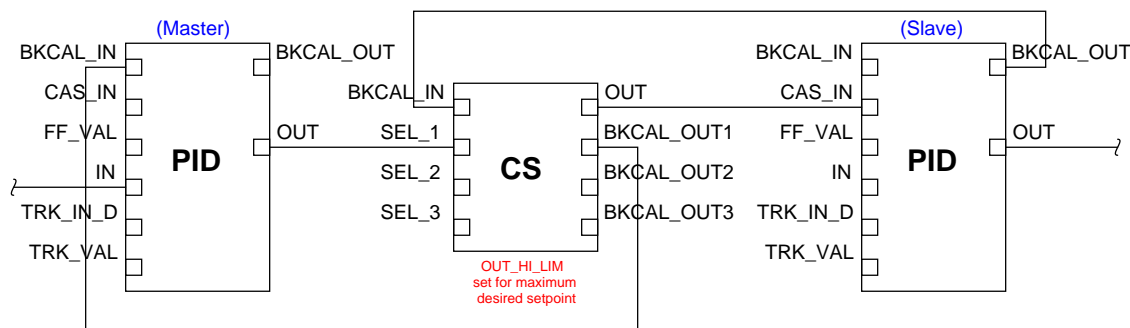 (Master)
BKCAL_IN
BKCAL_OUT
CAS_IN
FF_VAL
OUT
PID
IN
TRK_IN_D
TRK_VAL
BKCAL_IN
OUT
SEL_1
BKCAL_OUT1
CS
SEL_2
BKCAL_OUT2
SEL_3
BKCAL_OUT3
OUT_HI_LIM
set for maximum
desired setpoint
(Slave)
BKCAL_IN
BKCAL_OUT
CAS_IN
FF_VAL
OUT
PID
IN
TRK_IN_D
TRK_VAL